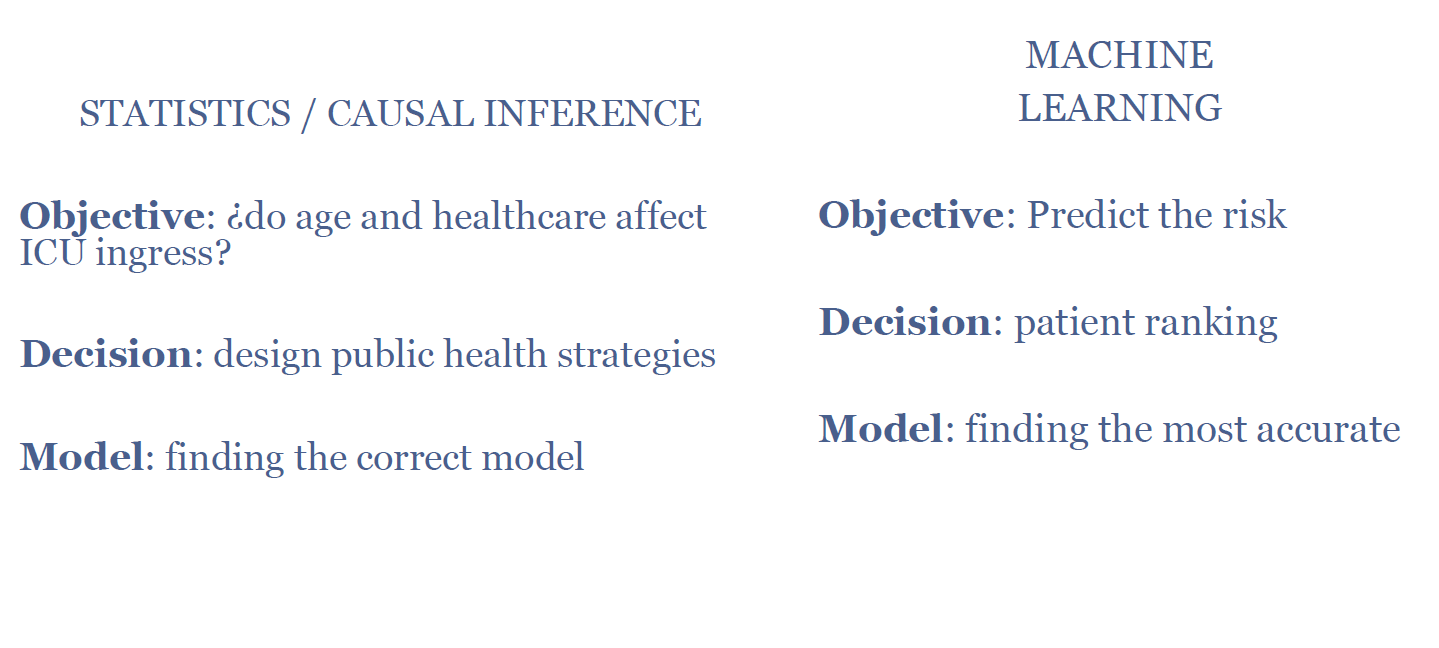 STATISTICS / CAUSAL INFERENCE
Objective: ¿do age and healthcare affect
ICU ingress?
Decision: design public health strategies
Model: finding the correct model
MACHINE
LEARNING
Objective: Predict the risk
Decision: patient ranking
Model: finding the most accurate